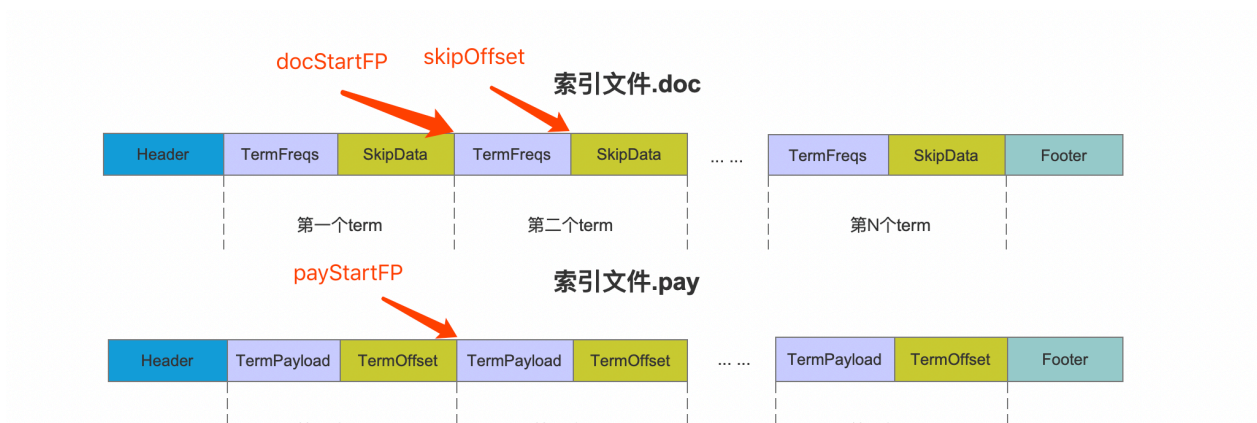 docStartFP
skipOffset
索引文件.doc
Header TermFreqs SkipData TermFreqs SkipData ... ... TermFreqs SkipData Footer
第一个term 第二个term 第N个term
payStartFP
索引文件.pay
Header TermPayload TermOffset TermPayload TermOffset ... ... TermPayload TermOffset Footer